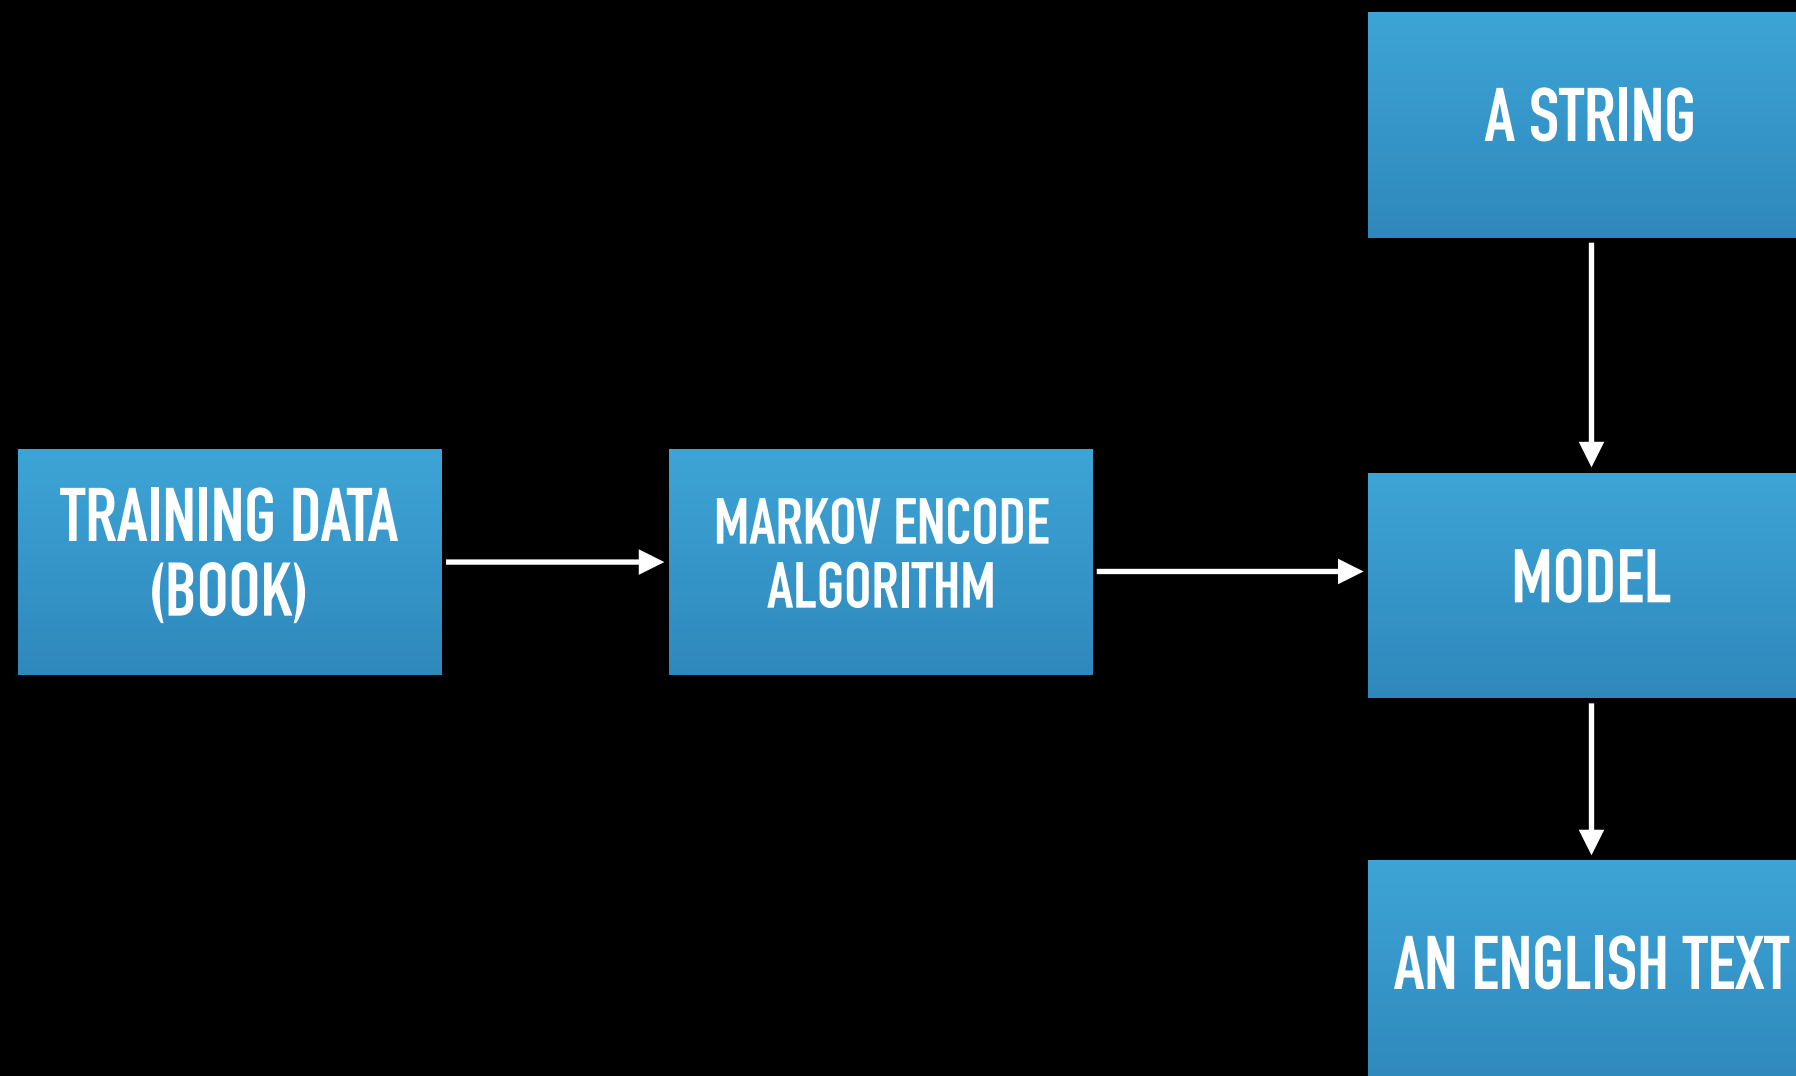 A STRING
TRAINING DATA
(BOOK)
MARKOV ENCODE
ALGORITHM
MODEL
AN ENGLISH TEXT